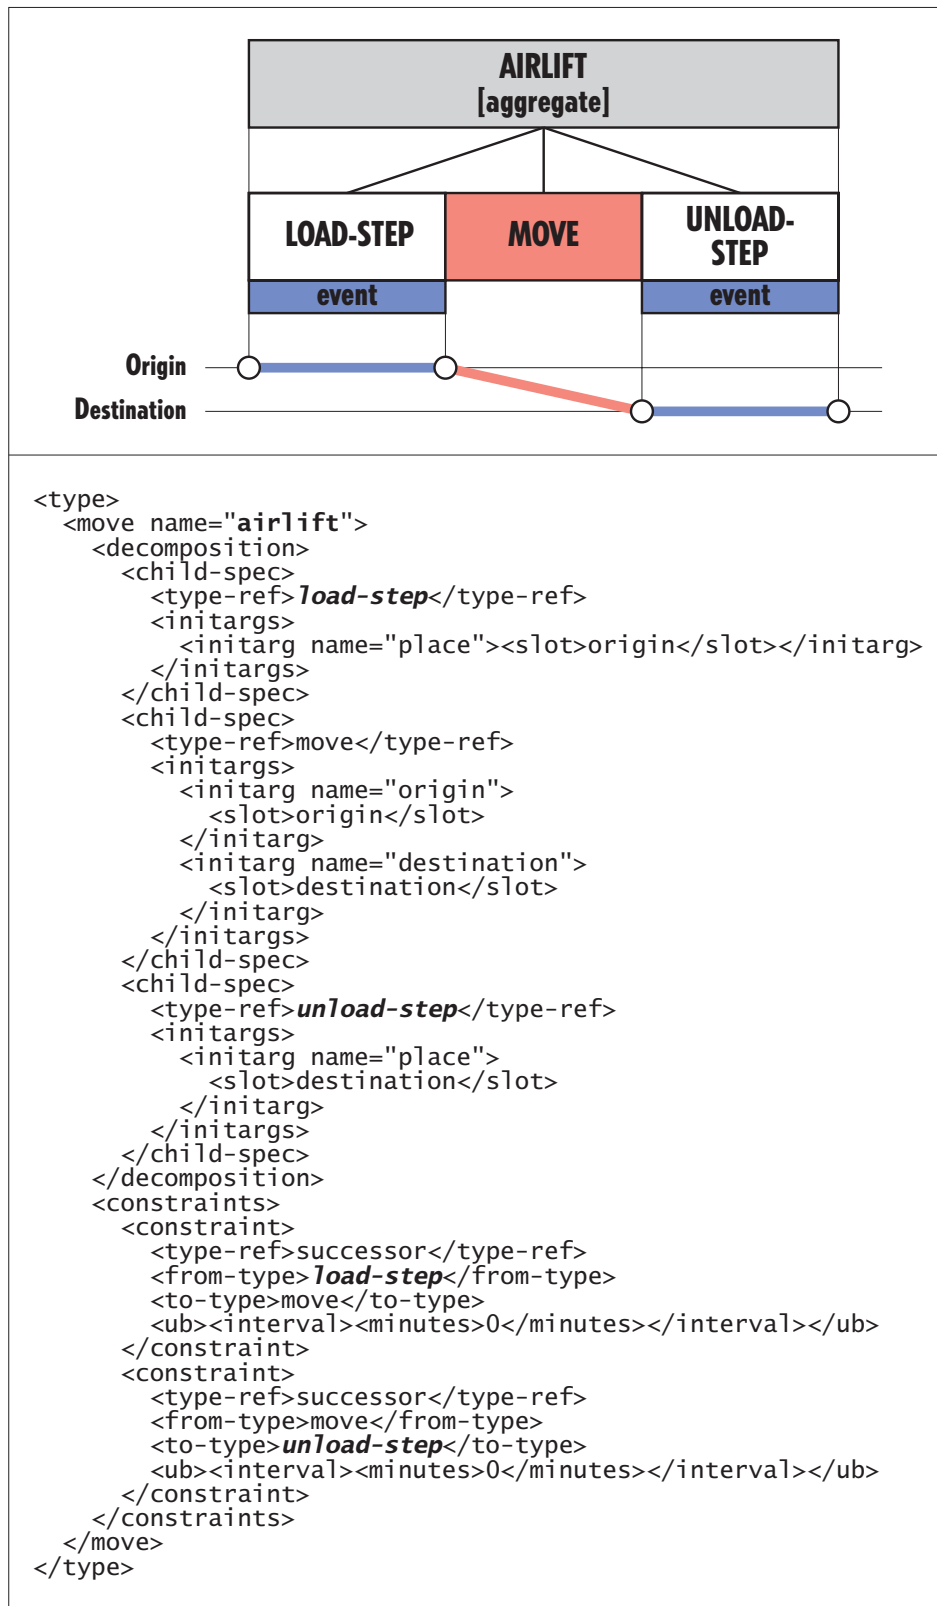 AIRLIFT
[aggregate]
LOAD-STEP
MOVE
UNLOAD-
STEP
event
event
Origin
Destination
<type>
  <move name="airlift">
    <decomposition>
      <child-spec>
        <type-ref>load-step</type-ref>
        <initargs>
          <initarg name="place"><slot>origin</slot></initarg>
        </initargs>
      </child-spec>
      <child-spec>
        <type-ref>move</type-ref>
        <initargs>
          <initarg name="origin">
            <slot>origin</slot>
          </initarg>
          <initarg name="destination">
            <slot>destination</slot>
          </initarg>
        </initargs>
      </child-spec>
      <child-spec>
        <type-ref>unload-step</type-ref>
        <initargs>
          <initarg name="place">
            <slot>destination</slot>
          </initarg>
        </initargs>
      </child-spec>
    </decomposition>
    <constraints>
      <constraint>
        <type-ref>successor</type-ref>
        <from-type>load-step</from-type>
        <to-type>move</to-type>
        <ub><interval><minutes>0</minutes></interval></ub>
      </constraint>
      <constraint>
        <type-ref>successor</type-ref>
        <from-type>move</from-type>
        <to-type>unload-step</to-type>
        <ub><interval><minutes>0</minutes></interval></ub>
      </constraint>
    </constraints>
  </move>
</type>